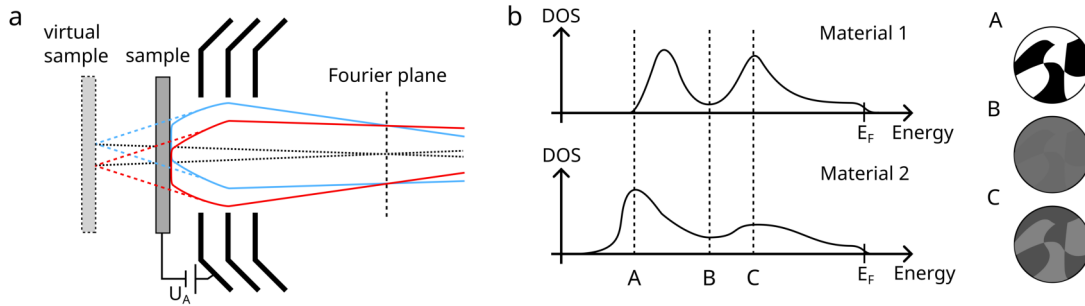 a
virtual
sample
sample
Fourier plane
U_A
b
DOS
Material 1
E_F
Energy
DOS
Material 2
E_F
Energy
A
B
C
A
B
C